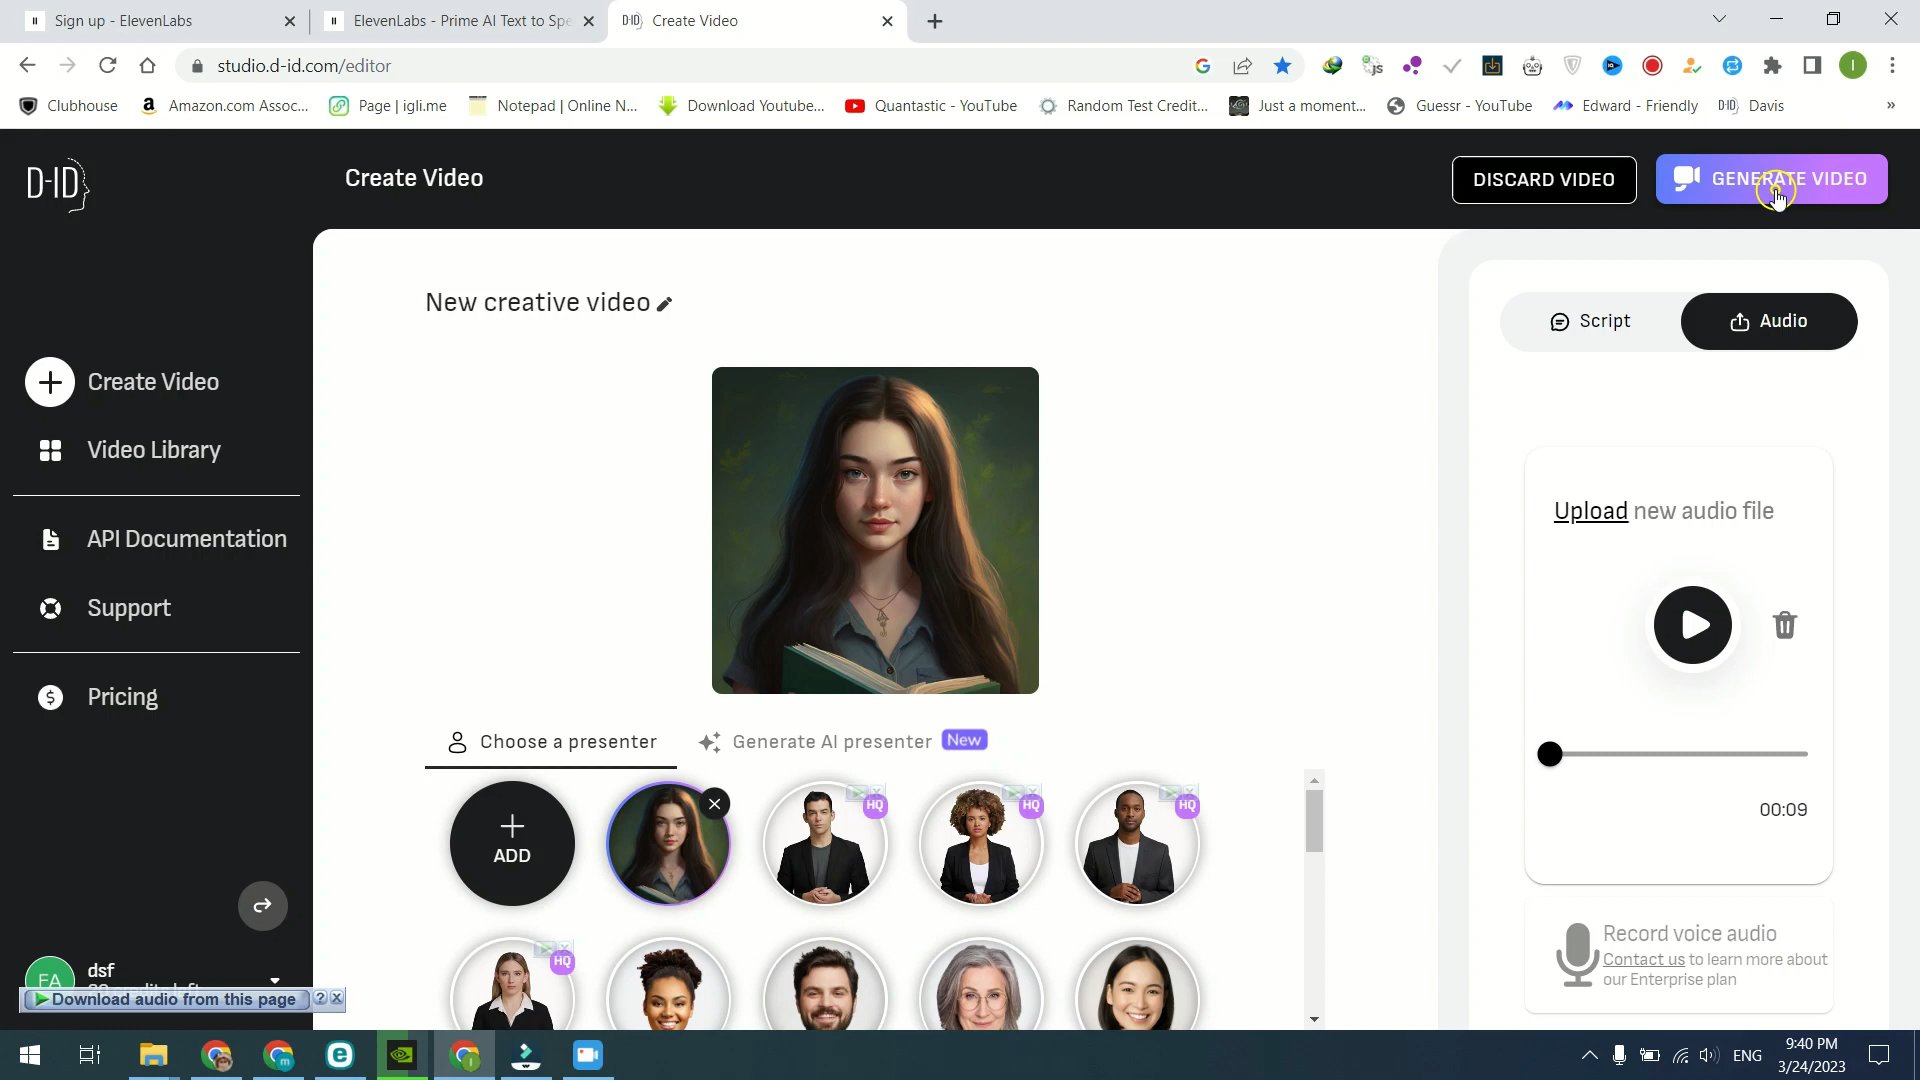 Sign up - ElevenLabs
ElevenLabs - Prime AI Text to Spe
D-ID Create Video
studio.d-id.com/editor
Clubhouse
Amazon.com Assoc...
Page | igli.me
Notepad | Online N...
Download Youtube...
Quantastic - YouTube
Random Test Credit...
Just a moment...
Guessr - YouTube
Edward - Friendly
D-ID Davis
D-ID
Create Video
DISCARD VIDEO
GENERATE VIDEO
New creative video
Script
Audio
Create Video
Video Library
API Documentation
Support
Pricing
Upload new audio file
00:09
Choose a presenter
Generate AI presenter New
ADD
HQ
HQ
HQ
HQ
Record voice audio
Contact us to learn more about
our Enterprise plan
EA
dsf
Download audio from this page
ENG
9:40 PM
3/24/2023